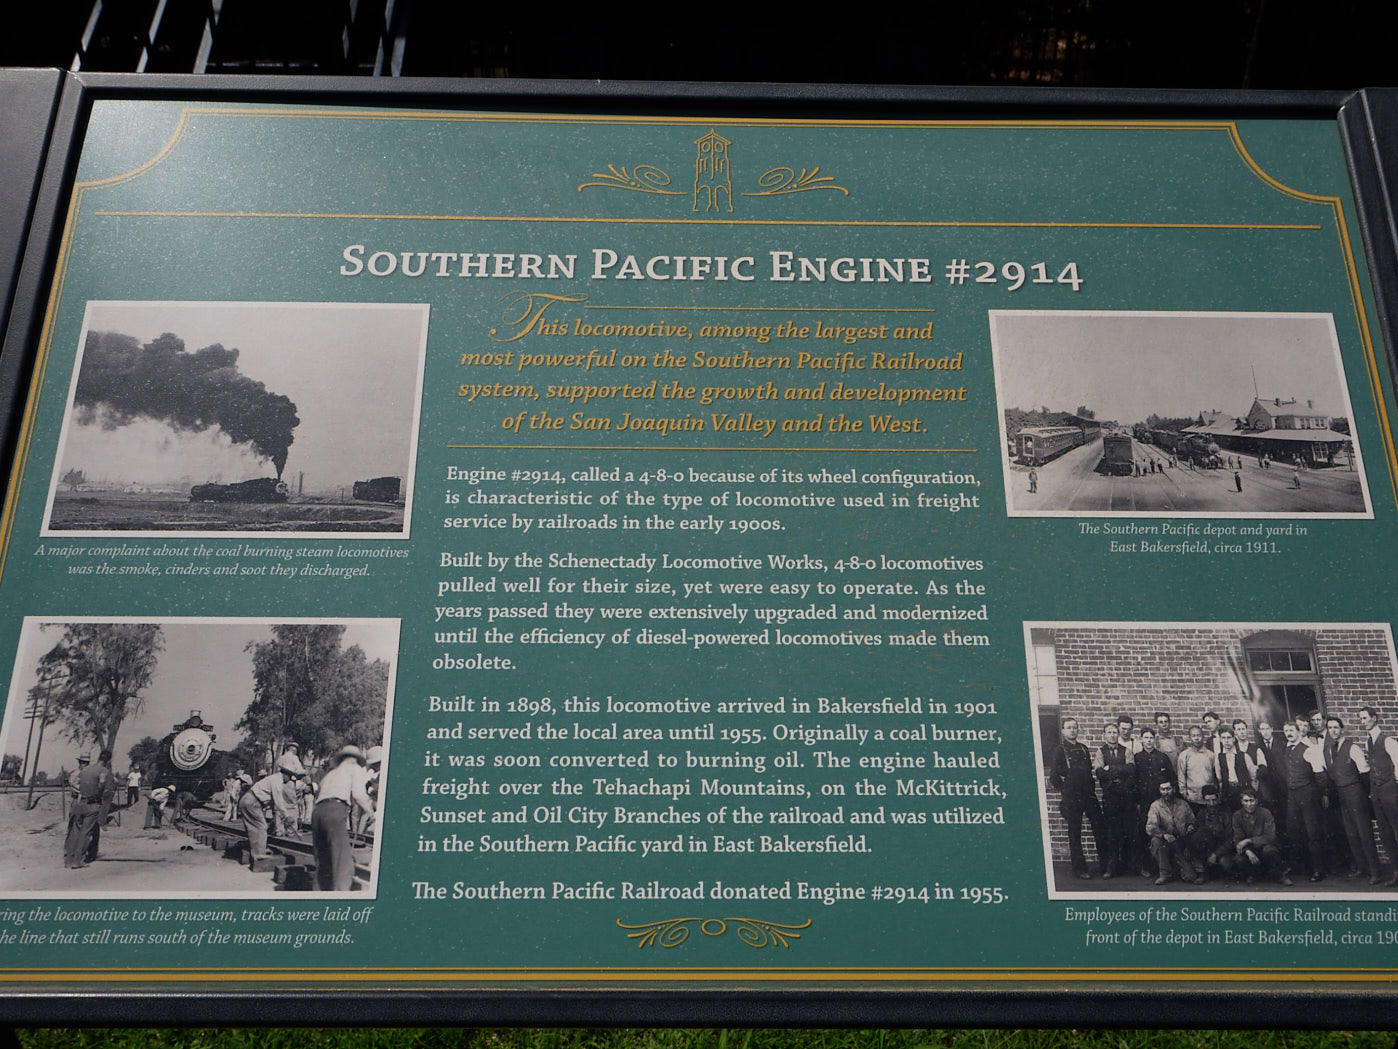 Southern Pacific Engine #2914
This locomotive, among the largest and
most powerful on the Southern Pacific Railroad
system, supported the growth and development
of the San Joaquin Valley and the West.
Engine #2914, called a 4-8-0 because of its wheel configuration,
is characteristic of the type of locomotive used in freight
service by railroads in the early 1900s.
Built by the Schenectady Locomotive Works, 4-8-0 locomotives
pulled well for their size, yet were easy to operate. As the
years passed they were extensively upgraded and modernized
until the efficiency of diesel-powered locomotives made them
obsolete.
Built in 1898, this locomotive arrived in Bakersfield in 1901
and served the local area until 1955. Originally a coal burner,
it was soon converted to burning oil. The engine hauled
freight over the Tehachapi Mountains, on the McKittrick,
Sunset and Oil City Branches of the railroad and was utilized
in the Southern Pacific yard in East Bakersfield.
The Southern Pacific Railroad donated Engine #2914 in 1955.
A major complaint about the coal burning steam locomotives
was the smoke, cinders and soot they discharged.
the locomotive to the museum, tracks were laid off
line that still runs south of the museum grounds.
The Southern Pacific depot and yard in
East Bakersfield, circa 1911.
Employees of the Southern Pacific Railroad
front of the depot in East Bakersfield, circa